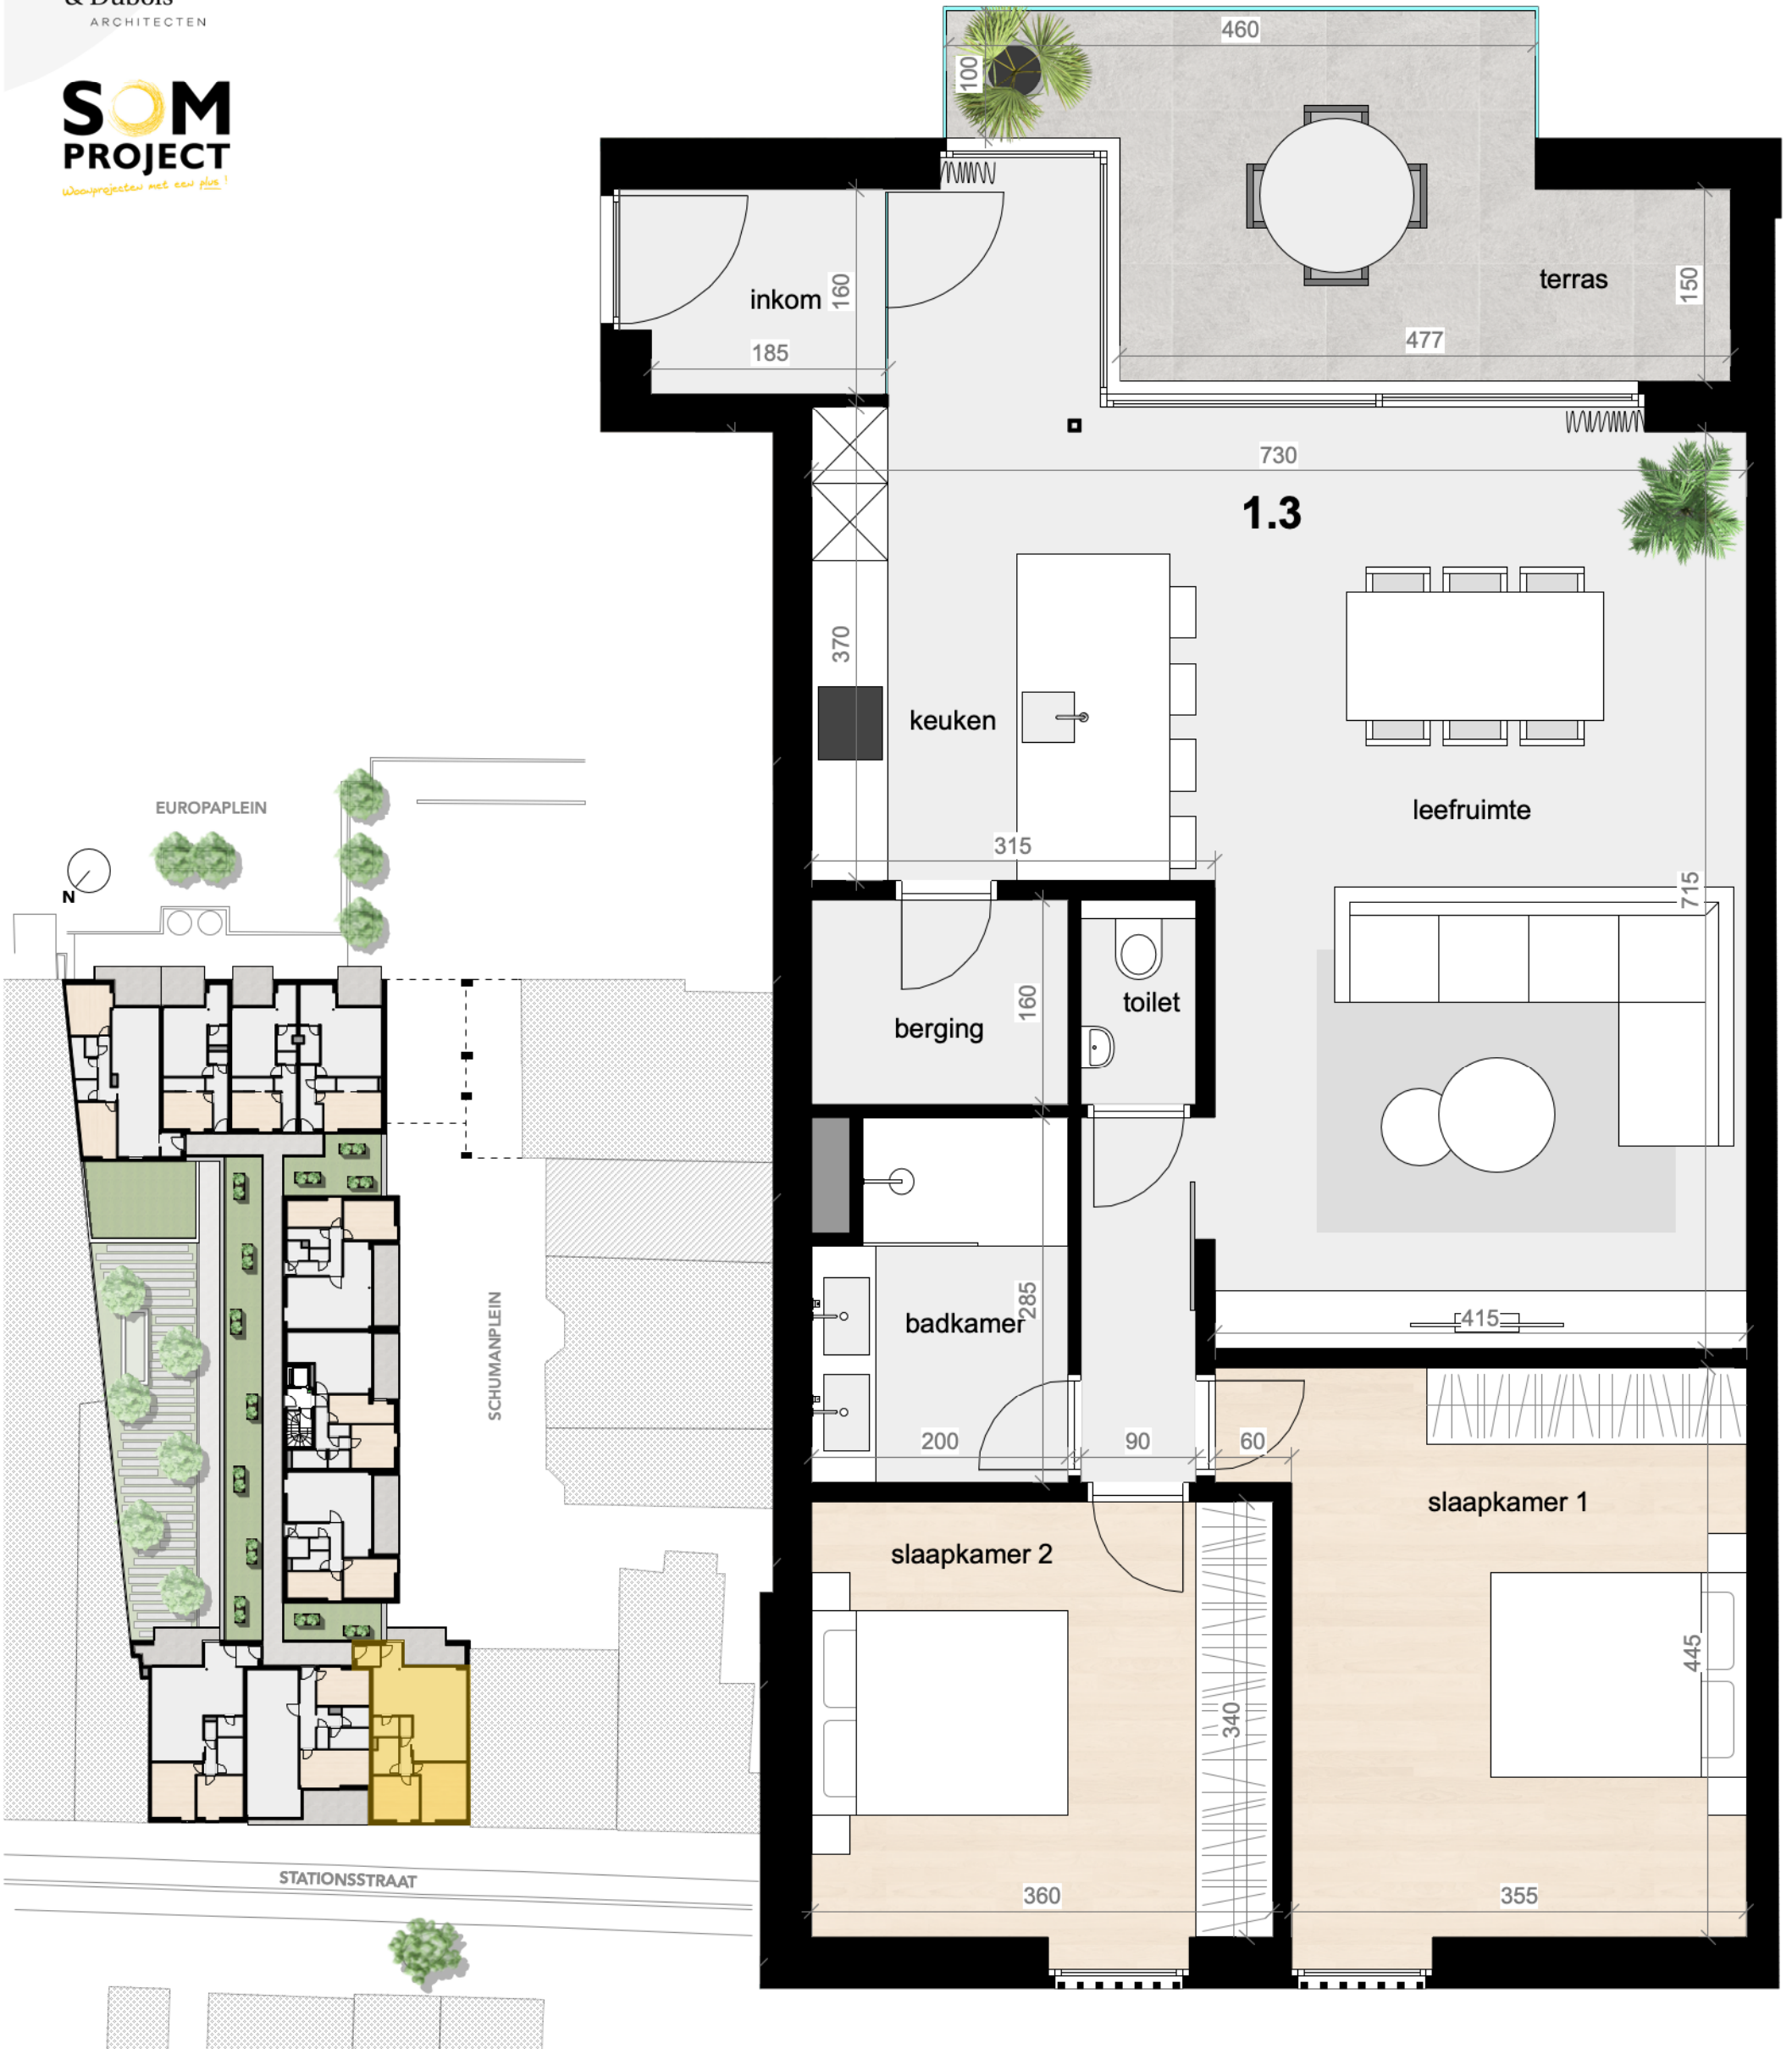 & Dubois
ARCHITECTEN
SOM
PROJECT
Woonprojecten met een plus !
460
100
inkom
160
185
terras
150
477
730
1.3
370
keuken
leefruimte
315
715
berging
160
toilet
badkamer
285
415
200
90
60
slaapkamer 1
slaapkamer 2
340
445
360
355
EUROPAPLEIN
N
SCHUMANPLEIN
STATIONSSTRAAT